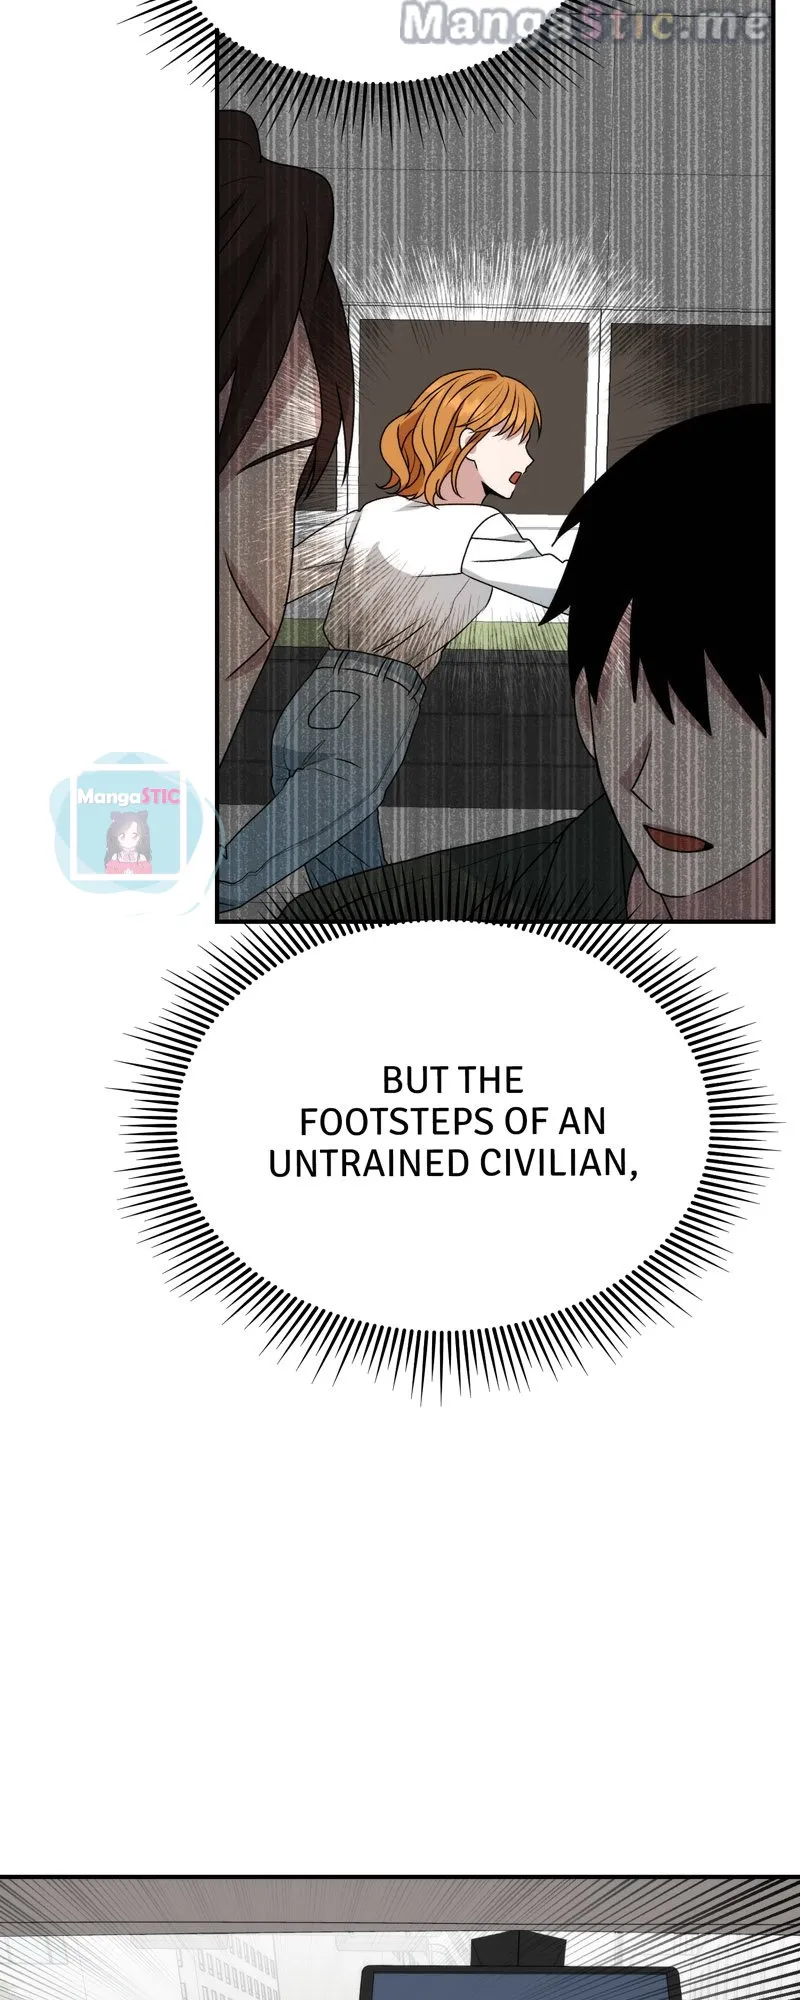 MangaStic.me
MangaSTIC
BUT THE
FOOTSTEPS OF AN
UNTRAINED CIVILIAN,